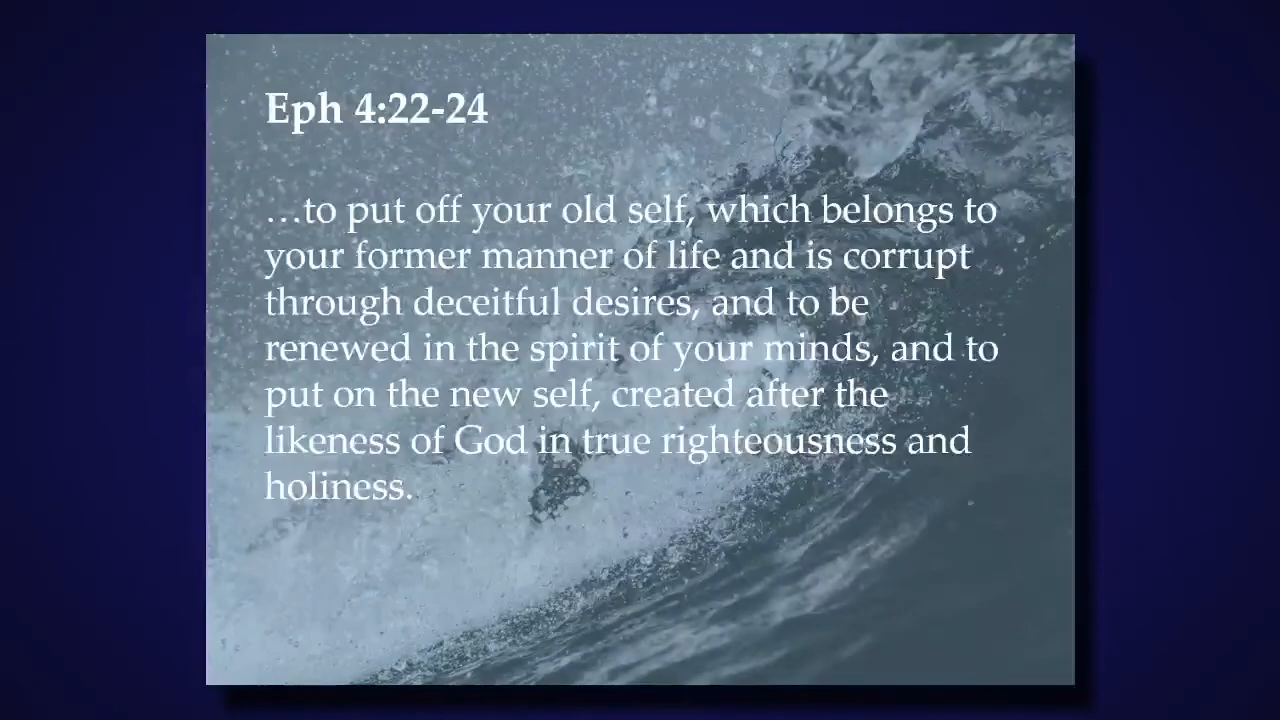 Eph 4:22-24
…to put off your old self, which belongs to
your former manner of life and is corrupt
through deceitful desires, and to be
renewed in the spirit of your minds, and to
put on the new self, created after the
likeness of God in true righteousness and
holiness.